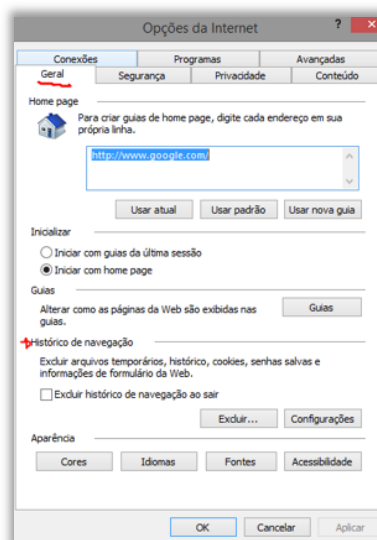 Opções da Internet
?
Conexões Programas Avançadas
Geral Segurança Privacidade Conteúdo
Home page
Para criar guias de home page, digite cada endereço em sua
própria linha.
http://www.google.com/
Usar atual Usar padrão Usar nova guia
Inicializar
Iniciar com guias da última sessão
Iniciar com home page
Guias
Alterar como as páginas da Web são exibidas nas
guias.
Guias
Histórico de navegação
Excluir arquivos temporários, histórico, cookies, senhas salvas e
informações de formulário da Web.
Excluir histórico de navegação ao sair
Excluir... Configurações
Aparência
Cores Idiomas Fontes Acessibilidade
OK Cancelar Aplicar